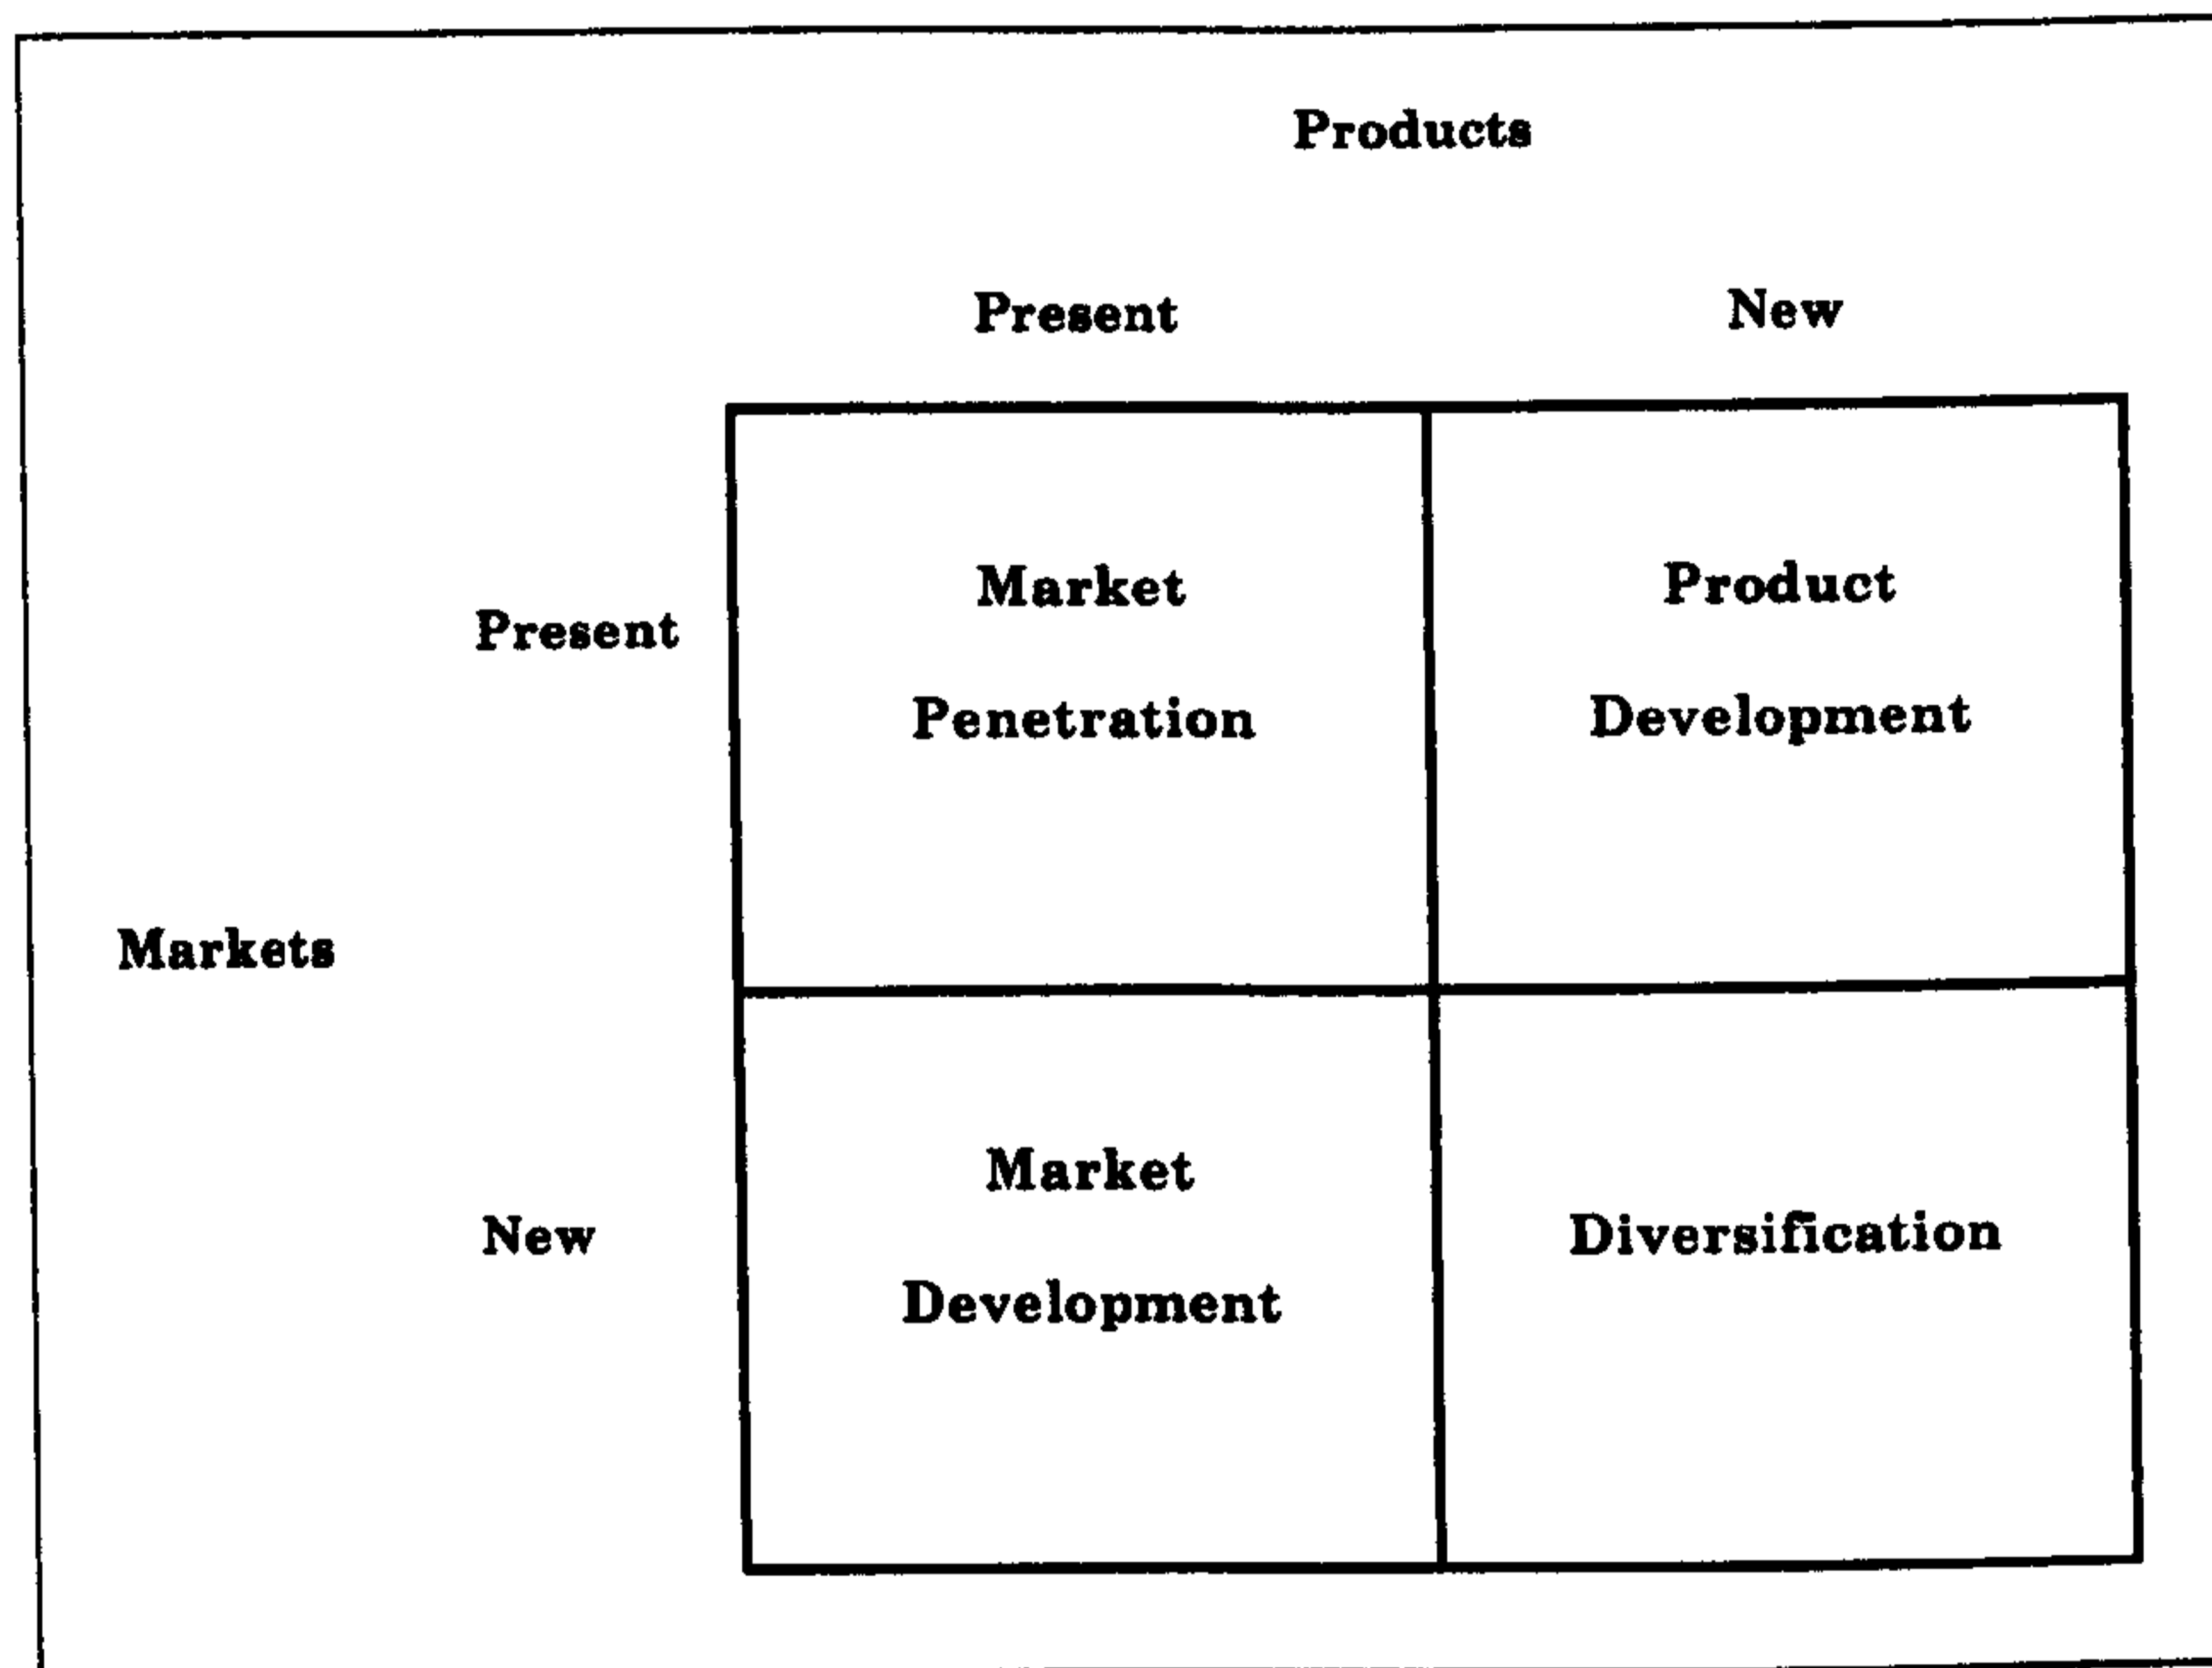 Products
Present New
Present
Market
Penetration
Product
Development
Markets
New
Market
Development
Diversification